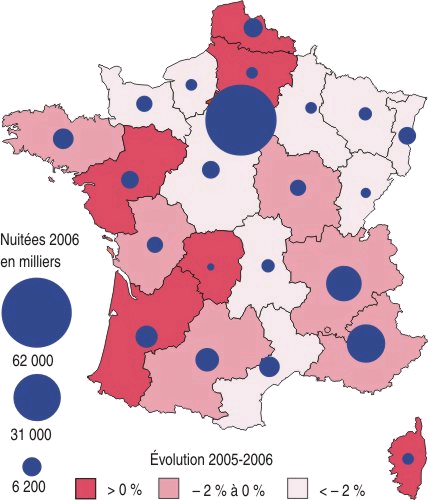 Nuitées 2006
en milliers
62 000
31 000
6 200
Évolution 2005-2006
> 0 %
– 2 % à 0 %
< – 2 %